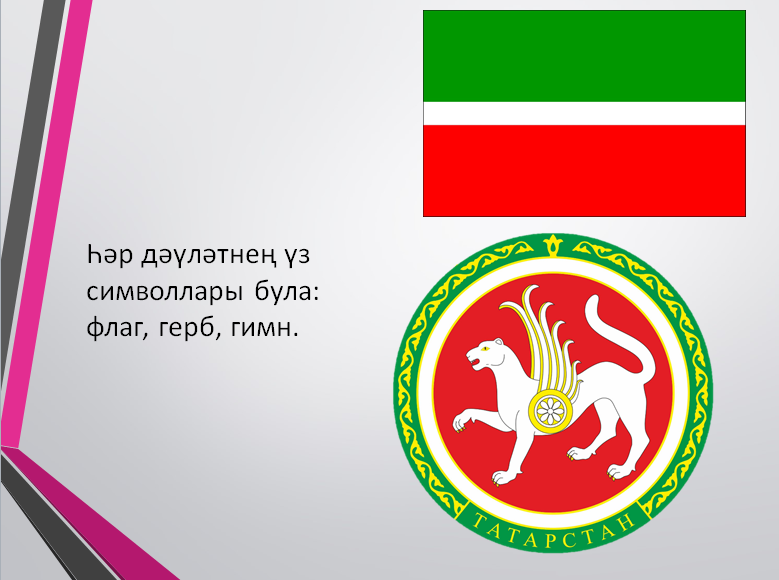 Һәр дәүләтнең үз
символлары була:
флаг, герб, гимн.
ТАТАРСТАН